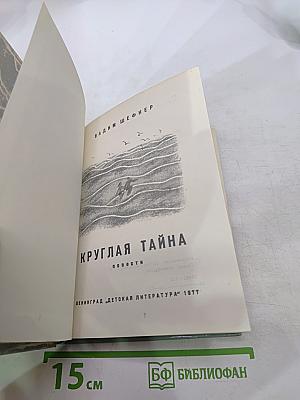 ВАДИМ ШЕФНЕР
КРУГЛАЯ ТАЙНА
ПОВЕСТИ
ЛЕНИНГРАД „ДЕТСКАЯ ЛИТЕРАТУРА“ 1977
15 см
БФ БИБЛИОФАН